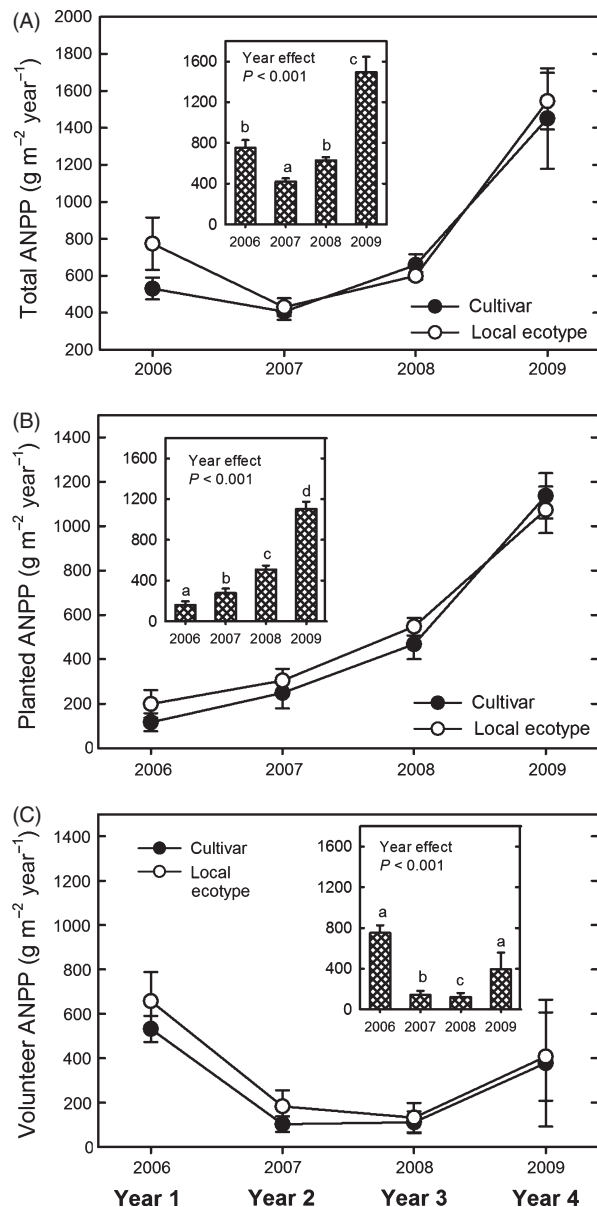 (A)
2000
1800
1600
1400
1200
1000
800
600
400
200
Total ANPP (g m⁻² year⁻¹)
1600
1200
800
400
0
Year effect
P < 0.001
b
a
b
c
2006 2007 2008 2009
Cultivar
Local ecotype
2006 2007 2008 2009
(B)
1400
1200
1000
800
600
400
200
0
Planted ANPP (g m⁻² year⁻¹)
1600
1200
800
400
0
Year effect
P < 0.001
a
b
c
d
2006 2007 2008 2009
Cultivar
Local ecotype
2006 2007 2008 2009
(C)
1400
1200
1000
800
600
400
200
0
Volunteer ANPP (g m⁻² year⁻¹)
Cultivar
Local
ecotype
1600
1200
800
400
0
Year effect
P < 0.001
a
b
c
a
2006 2007 2008 2009
2006 2007 2008 2009
Year 1 Year 2 Year 3 Year 4